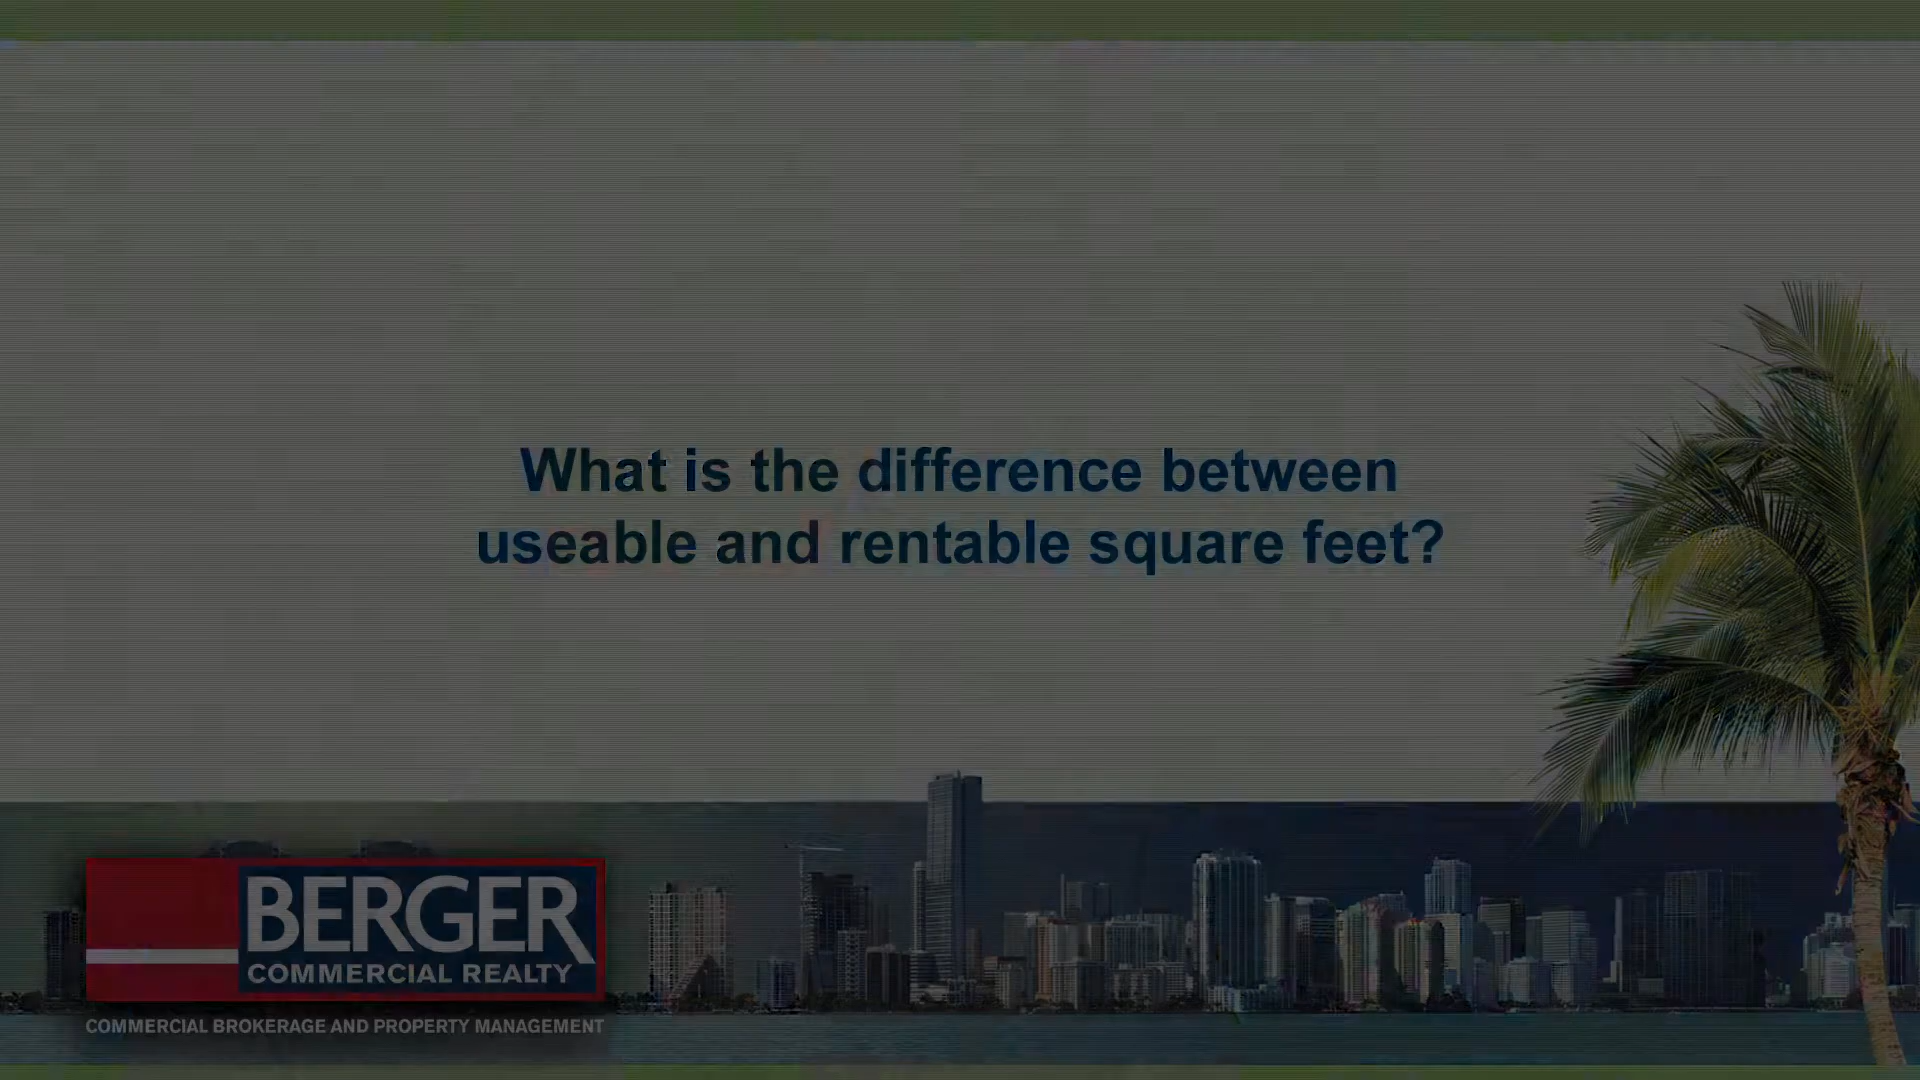 What is the difference between
useable and rentable square feet?
BERGER
COMMERCIAL REALTY
COMMERCIAL BROKERAGE AND PROPERTY MANAGEMENT